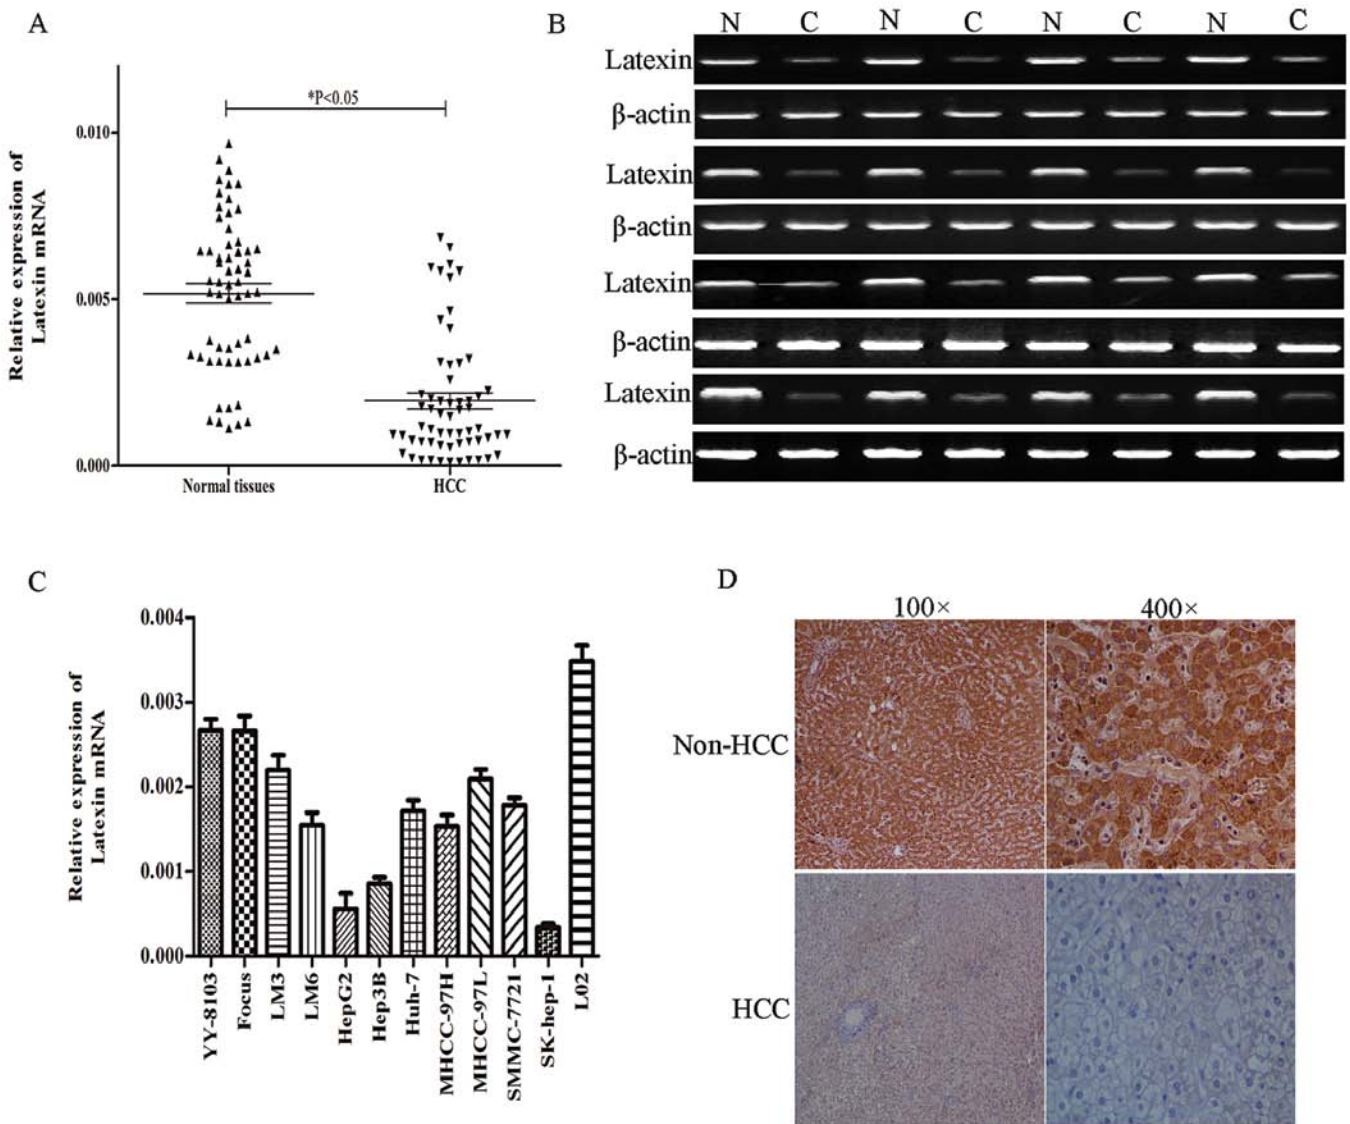 A
Relative expression of
Latexin mRNA
*P<0.05
0.010
0.005
0.000
Normal tissues
HCC
B
N C N C N C N C
Latexin
β-actin
Latexin
β-actin
Latexin
β-actin
Latexin
β-actin
C
Relative expression of
Latexin mRNA
0.004
0.003
0.002
0.001
0.000
YY-8103
Focus
LM3
LM6
HepG2
Hep3B
Huh-7
MHCC-97H
MHCC-97L
SMMC-7721
SK-hep-1
L02
D
100× 400×
Non-HCC
HCC